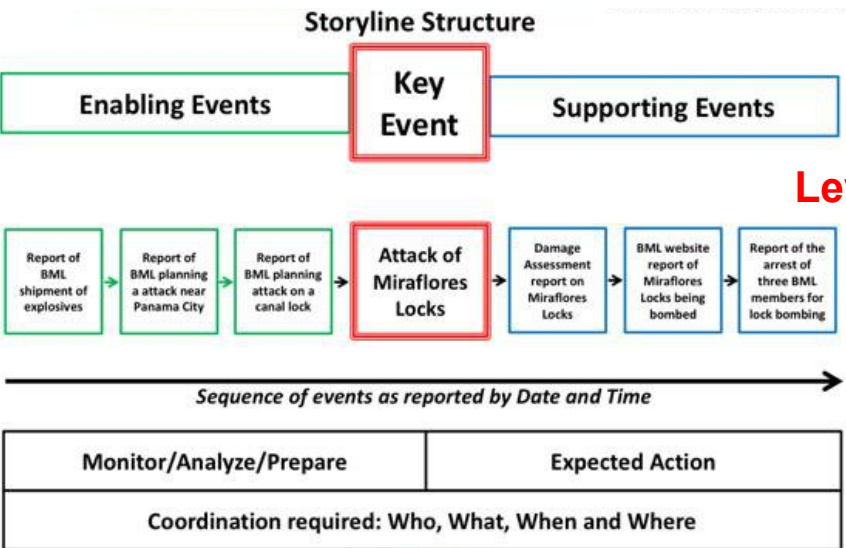 Storyline Structure
Enabling Events
Key
Event
Supporting Events
Le
Report of
BML
shipment of
explosives
Report of
BML planning
a attack near
Panama City
Report of
BML planning
attack on a
canal lock
Attack of
Miraflores
Locks
Damage
Assessment
report on
Miraflores
Locks
BML website
report of
Miraflores
Locks being
bombed
Report of the
arrest of
three BML
members for
lock bombing
Sequence of events as reported by Date and Time
Monitor/Analyze/Prepare
Expected Action
Coordination required: Who, What, When and Where